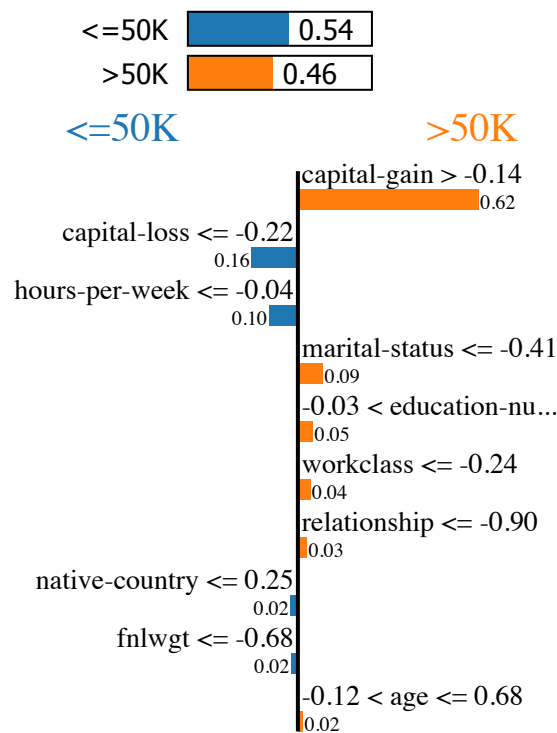 <=50K 0.54
>50K 0.46
<=50K >50K
capital-gain > -0.14
0.62
capital-loss <= -0.22
0.16
hours-per-week <= -0.04
0.10
marital-status <= -0.41
0.09
-0.03 < education-nu...
0.05
workclass <= -0.24
0.04
relationship <= -0.90
0.03
native-country <= 0.25
0.02
fnlwgt <= -0.68
0.02
-0.12 < age <= 0.68
0.02